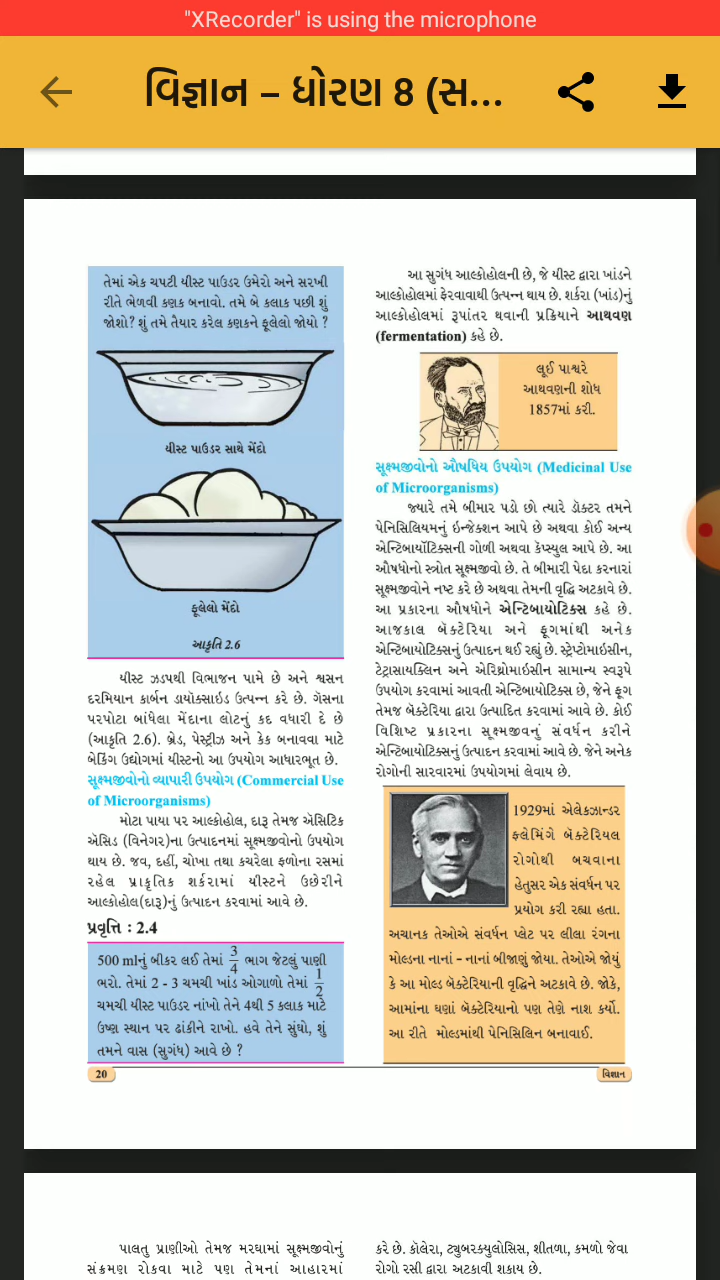 "XRecorder" is using the microphone
વિજ્ઞાન – ધોરણ 8 (સ...
તેમાં એક ચપટી યીસ્ટ પાઉડર ઉમેરો અને સરખી
રીતે ભેળવી કણક બનાવો. તમે બે કલાક પછી શું
જોશો? શું તમે તૈયાર કરેલ કણકને ફૂલેલો જોયો ?
યીસ્ટ પાઉડર સાથે મેંદો
ફૂલેલો મેંદો
આકૃતિ 2.6
યીસ્ટ ઝડપથી વિભાજન પામે છે અને શ્વસન
દરમિયાન કાર્બન ડાયોક્સાઇડ ઉત્પન્ન કરે છે. ગૅસના
પરપોટા બાંધેલા મેંદાના લોટનું કદ વધારી દે છે
(આકૃતિ 2.6). બ્રેડ, પેસ્ટ્રીઝ અને કેક બનાવવા માટે
બેકિંગ ઉદ્યોગમાં યીસ્ટનો આ ઉપયોગ આધારભૂત છે.
સૂક્ષ્મજીવોનો વ્યાપારી ઉપયોગ (Commercial Use
of Microorganisms)
મોટા પાયા પર આલ્કોહોલ, દારૂ તેમજ ઍસિટિક
ઍસિડ (વિનેગર)ના ઉત્પાદનમાં સૂક્ષ્મજીવોનો ઉપયોગ
થાય છે. જવ, દહીં, ચોખા તથા કચરેલા ફળોના રસમાં
રહેલ પ્રાકૃતિક શર્કરામાં યીસ્ટને ઉછેરીને
આલ્કોહોલ(દારૂ)નું ઉત્પાદન કરવામાં આવે છે.
પ્રવૃત્તિ : 2.4
500 mlનું બીકર લઈ તેમાં 3/4 ભાગ જેટલું પાણી
ભરો. તેમાં 2 - 3 ચમચી ખાંડ ઓગાળો તેમાં 1/2
ચમચી યીસ્ટ પાઉડર નાંખો તેને 4થી 5 કલાક માટે
ઉષ્ણ સ્થાન પર ઢાંકીને રાખો. હવે તેને સુંઘો, શું
તમને વાસ (સુગંધ) આવે છે ?
આ સુગંધ આલ્કોહોલની છે, જે યીસ્ટ દ્વારા ખાંડને
આલ્કોહોલમાં ફેરવાવાથી ઉત્પન્ન થાય છે. શર્કરા (ખાંડ)નું
આલ્કોહોલમાં રૂપાંતર થવાની પ્રક્રિયાને આથવણ
(fermentation) કહે છે.
લૂઈ પાશ્ચરે
આથવણની શોધ
1857માં કરી.
સૂક્ષ્મજીવોનો ઔષધિય ઉપયોગ (Medicinal Use
of Microorganisms)
જ્યારે તમે બીમાર પડો છો ત્યારે ડૉક્ટર તમને
પેનિસિલિયમનું ઇન્જેક્શન આપે છે અથવા કોઈ અન્ય
એન્ટિબાયૉટિક્સની ગોળી અથવા કૅપ્સ્યુલ આપે છે. આ
ઔષધોનો સ્ત્રોત સૂક્ષ્મજીવો છે. તે બીમારી પેદા કરનારાં
સૂક્ષ્મજીવોને નષ્ટ કરે છે અથવા તેમની વૃદ્ધિ અટકાવે છે.
આ પ્રકારના ઔષધોને એન્ટિબાયોટિક્સ કહે છે.
આજકાલ બૅક્ટેરિયા અને ફૂગમાંથી અનેક
એન્ટિબાયોટિક્સનું ઉત્પાદન થઈ રહ્યું છે. સ્ટ્રેપ્ટોમાઇસીન,
ટેટ્રાસાયક્લિન અને એરિથ્રોમાઇસીન સામાન્ય સ્વરૂપે
ઉપયોગ કરવામાં આવતી એન્ટિબાયોટિક્સ છે, જેને ફૂગ
તેમજ બૅક્ટેરિયા દ્વારા ઉત્પાદિત કરવામાં આવે છે. કોઈ
વિશિષ્ટ પ્રકારના સૂક્ષ્મજીવનું સંવર્ધન કરીને
એન્ટિબાયોટિક્સનું ઉત્પાદન કરવામાં આવે છે. જેને અનેક
રોગોની સારવારમાં ઉપયોગમાં લેવાય છે.
1929માં એલેકઝાન્ડર
ફ્લેમિંગે બૅક્ટેરિયલ
રોગોથી બચવાના
હેતુસર એક સંવર્ધન પર
પ્રયોગ કરી રહ્યા હતા.
અચાનક તેઓએ સંવર્ધન પ્લેટ પર લીલા રંગના
મોલ્ડના નાનાં - નાનાં બીજાણું જોયા. તેઓએ જોયું
કે આ મોલ્ડ બૅક્ટેરિયાની વૃદ્ધિને અટકાવે છે. જોકે,
આમાંના ઘણાં બૅક્ટેરિયાનો પણ તેણે નાશ કર્યો.
આ રીતે મોલ્ડમાંથી પેનિસિલિન બનાવાઈ.
20
વિજ્ઞાન
પાલતુ પ્રાણીઓ તેમજ મરઘામાં સૂક્ષ્મજીવોનું
સંક્રમણ રોકવા માટે પણ તેમનાં આહારમાં
કરે છે. કૉલેરા, ટ્યુબરક્યુલોસિસ, શીતળા, કમળો જેવા
રોગો રસી દ્વારા અટકાવી શકાય છે.